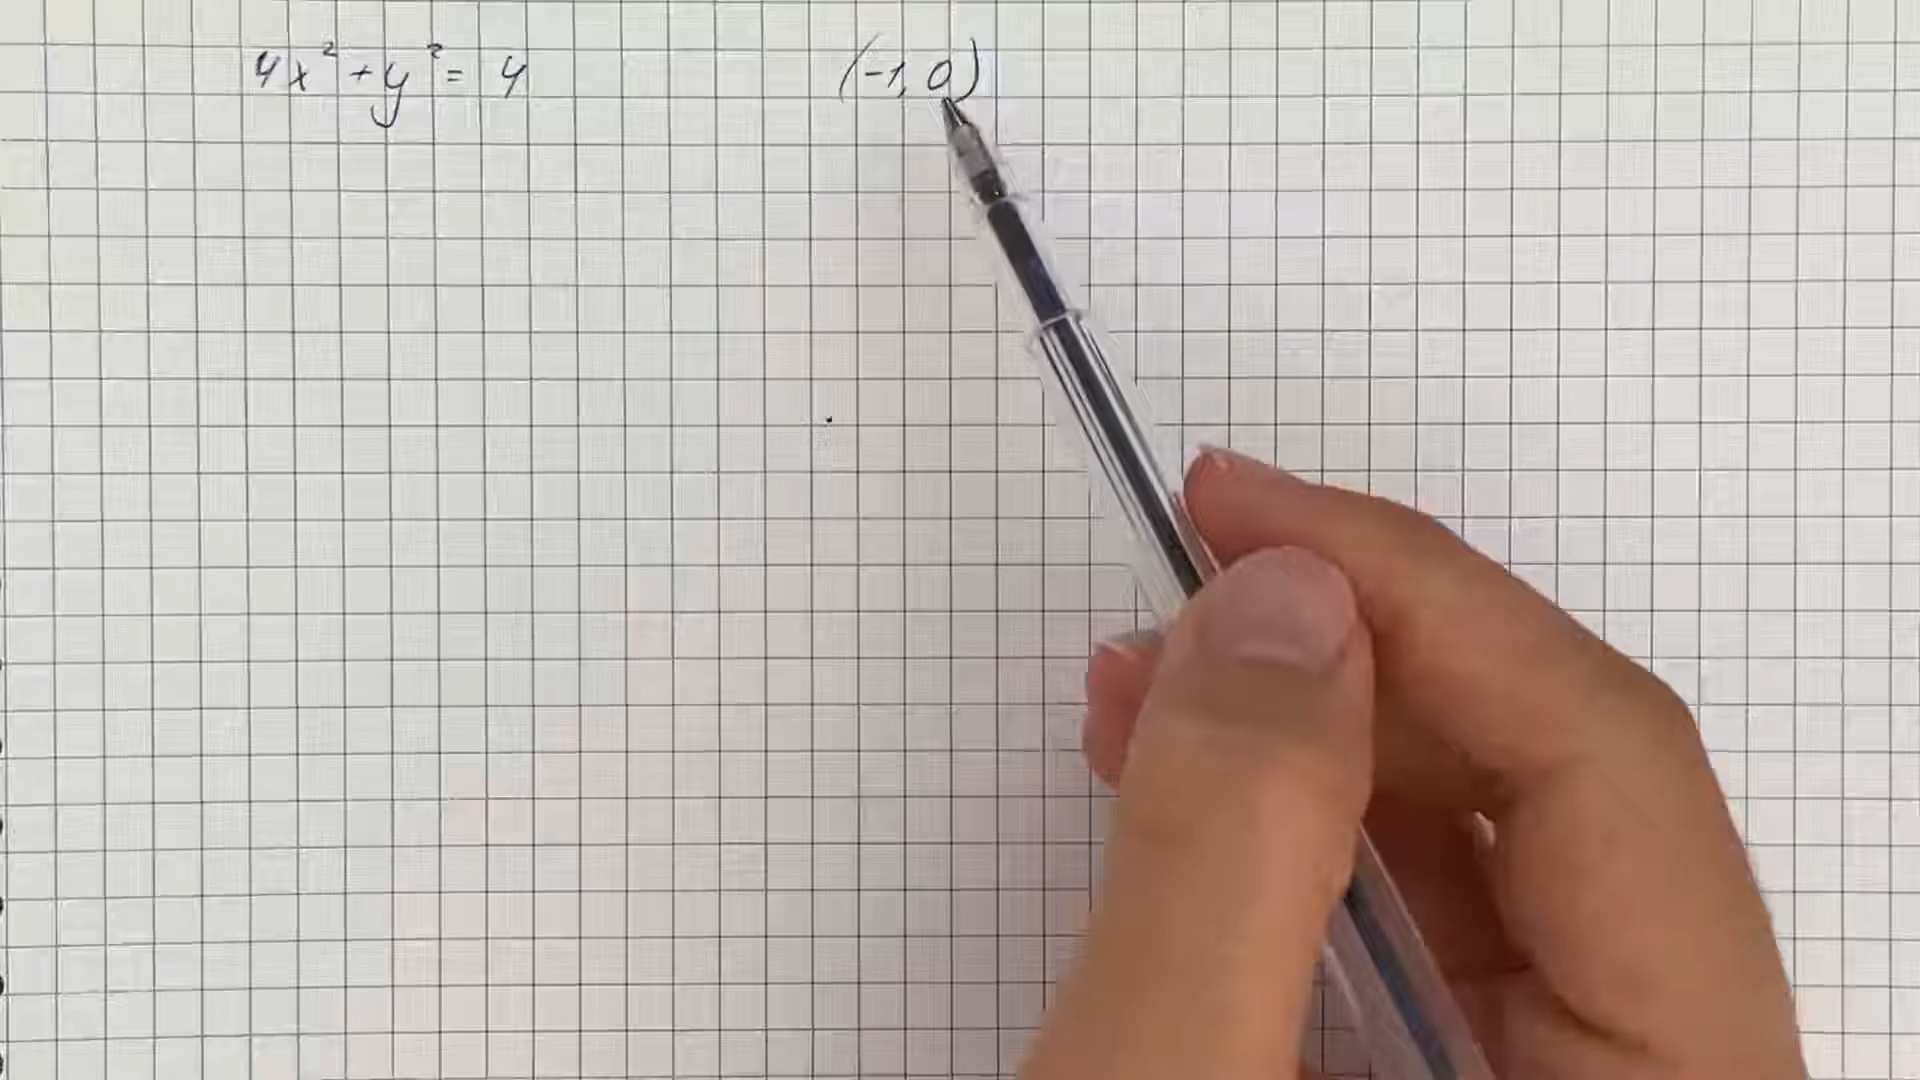 4x² + y² = 4 (-1, 0)